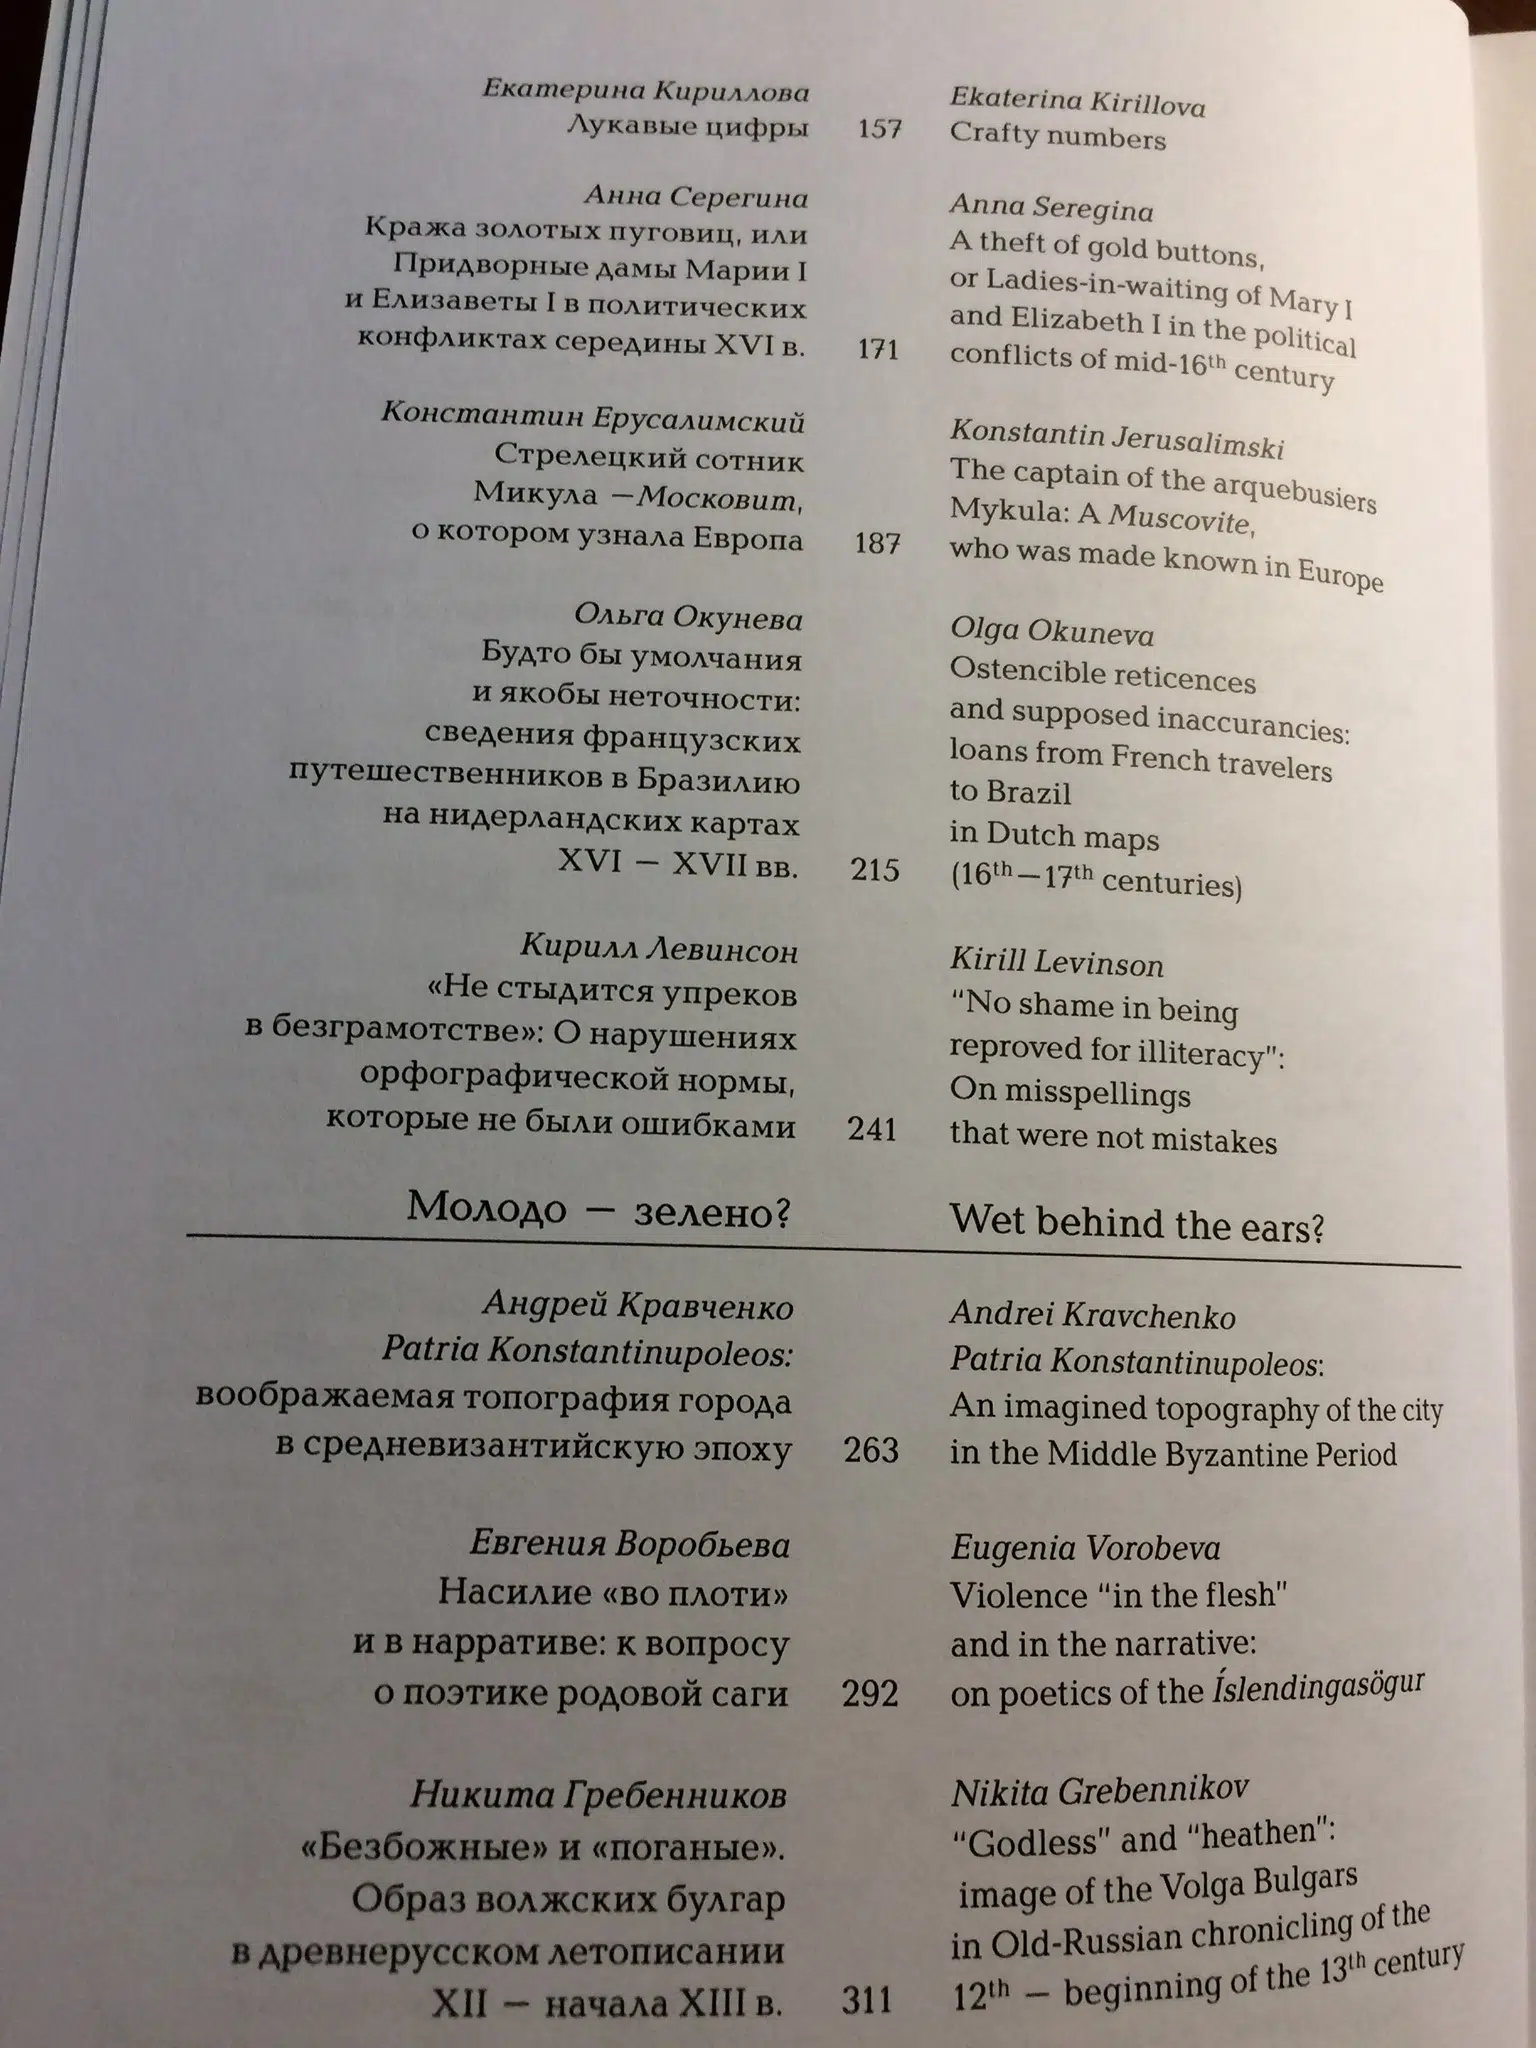 Екатерина Кириллова
Лукавые цифры 157
Ekaterina Kirillova
Crafty numbers
Анна Серегина
Кража золотых пуговиц, или
Придворные дамы Марии I
и Елизаветы I в политических
конфликтах середины XVI в. 171
Anna Seregina
A theft of gold buttons,
or Ladies-in-waiting of Mary I
and Elizabeth I in the political
conflicts of mid-16th century
Константин Ерусалимский
Стрелецкий сотник
Микула —Московит,
о котором узнала Европа 187
Konstantin Jerusalimski
The captain of the arquebusiers
Mykula: A Muscovite,
who was made known in Europe
Ольга Окунева
Будто бы умолчания
и якобы неточности:
сведения французских
путешественников в Бразилию
на нидерландских картах
XVI — XVII вв. 215
Olga Okuneva
Ostencible reticences
and supposed inaccurancies:
loans from French travelers
to Brazil
in Dutch maps
(16th—17th centuries)
Кирилл Левинсон
«Не стыдится упреков
в безграмотстве»: О нарушениях
орфографической нормы,
которые не были ошибками 241
Kirill Levinson
“No shame in being
reproved for illiteracy”:
On misspellings
that were not mistakes
Молодо — зелено?
Wet behind the ears?
Андрей Кравченко
Patria Konstantinupoleos:
воображаемая топография города
в средневизантийскую эпоху 263
Andrei Kravchenko
Patria Konstantinupoleos:
An imagined topography of the city
in the Middle Byzantine Period
Евгения Воробьева
Насилие «во плоти»
и в нарративе: к вопросу
о поэтике родовой саги 292
Eugenia Vorobeva
Violence “in the flesh”
and in the narrative:
on poetics of the Íslendingasögur
Никита Гребенников
«Безбожные» и «поганые».
Образ волжских булгар
в древнерусском летописании
XII — начала XIII в. 311
Nikita Grebennikov
“Godless” and “heathen”:
image of the Volga Bulgars
in Old-Russian chronicling of the
12th — beginning of the 13th century